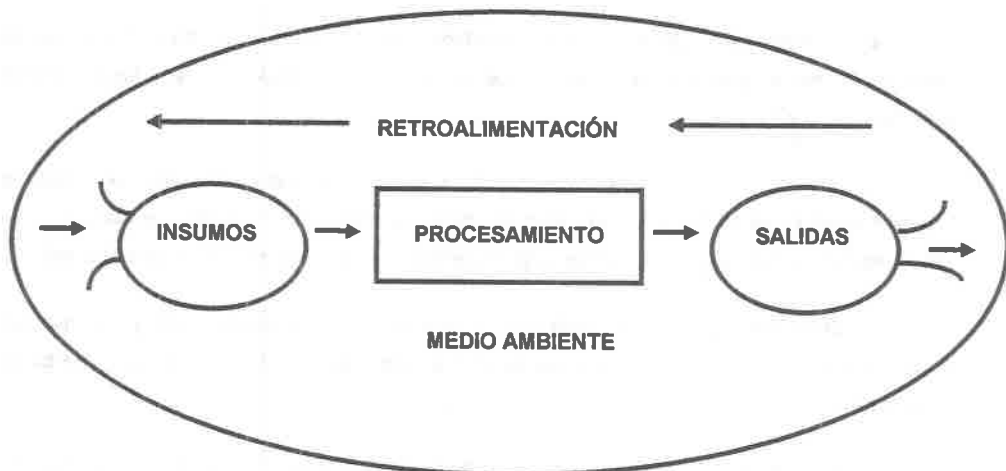 RETROALIMENTACIÓN
INSUMOS
PROCESAMIENTO
SALIDAS
MEDIO AMBIENTE